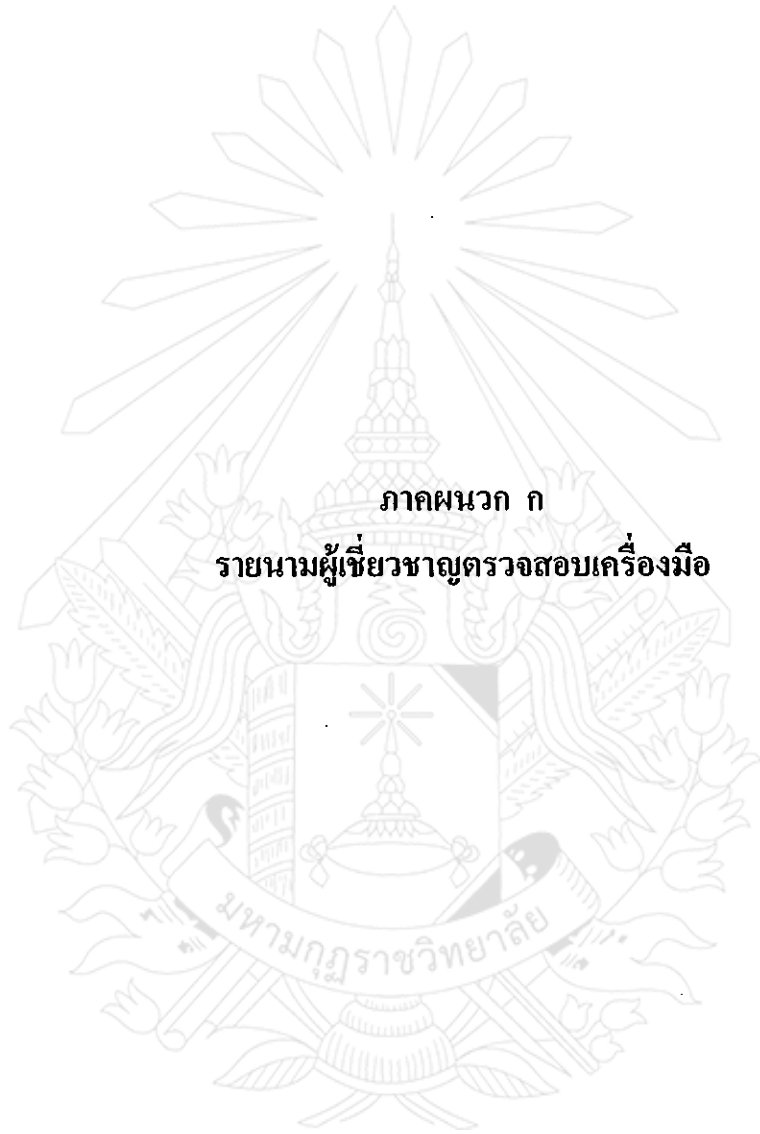 ภาคผนวก ก
รายนามผู้เชี่ยวชาญตรวจสอบเครื่องมือ
มหามกุฏราชวิทยาลัย